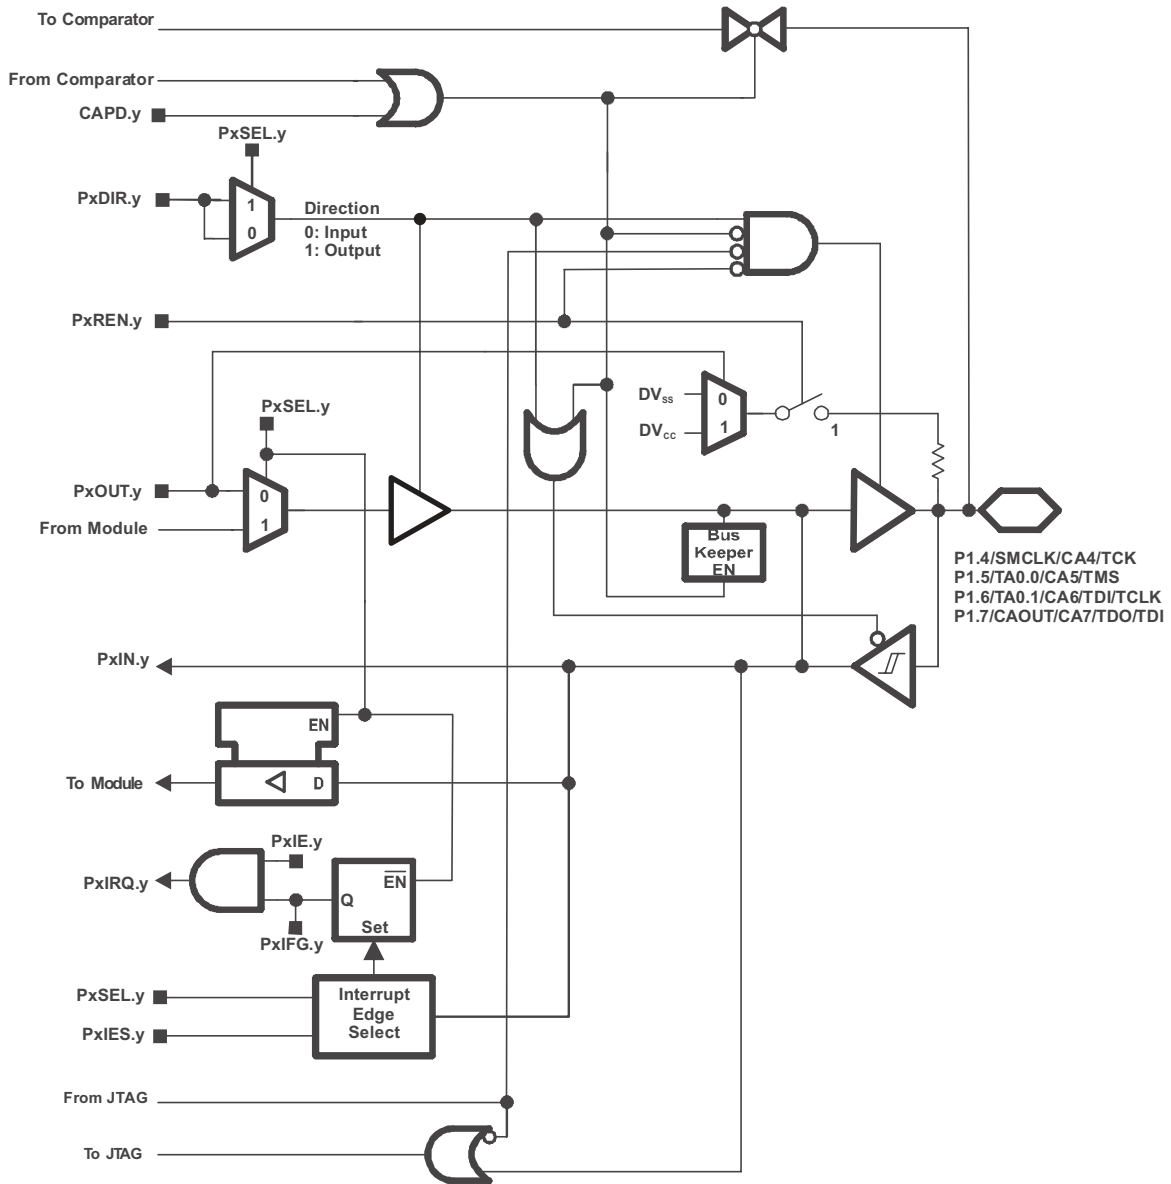 To Comparator
From Comparator
CAPD.y
PxSEL.y
PxDIR.y
1
0
Direction
0: Input
1: Output
PxREN.y
DVss
0
DVcc
1
1
PxSEL.y
PxOUT.y
0
From Module
1
Bus
Keeper
EN
P1.4/SMCLK/CA4/TCK
P1.5/TA0.0/CA5/TMS
P1.6/TA0.1/CA6/TDI/TCLK
P1.7/CAOUT/CA7/TDO/TDI
PxIN.y
EN
To Module
D
PxIE.y
PxIRQ.y
EN
Q
Set
PxIFG.y
PxSEL.y
PxIES.y
Interrupt
Edge
Select
From JTAG
To JTAG